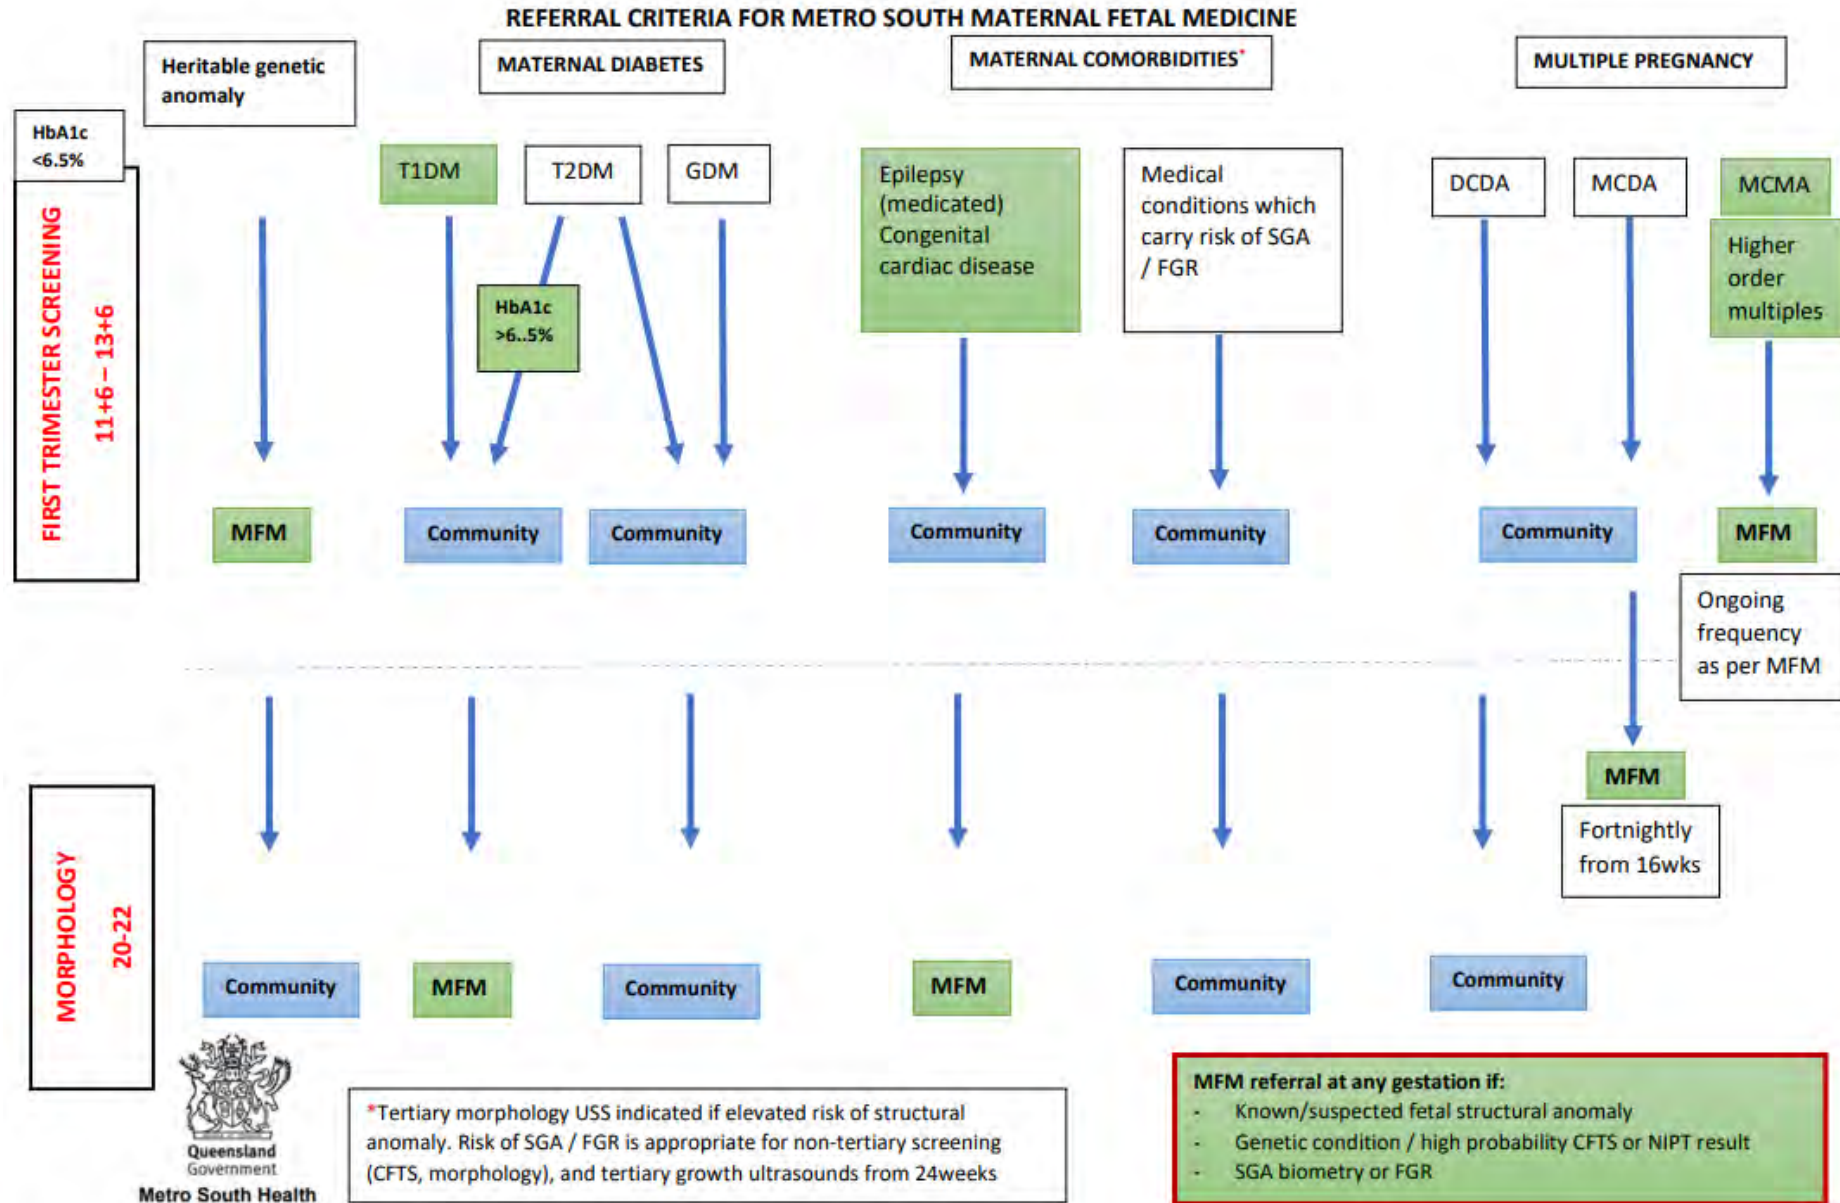 REFERRAL CRITERIA FOR METRO SOUTH MATERNAL FETAL MEDICINE
Heritable genetic
anomaly
MATERNAL DIABETES
MATERNAL COMORBIDITIES*
MULTIPLE PREGNANCY
HbA1c
<6.5%
FIRST TRIMESTER SCREENING
11+6 – 13+6
T1DM
T2DM
GDM
HbA1c
>6..5%
Epilepsy
(medicated)
Congenital
cardiac disease
Medical
conditions which
carry risk of SGA
/ FGR
DCDA
MCDA
MCMA
Higher
order
multiples
MFM
Community
Community
Community
Community
Community
MFM
Ongoing
frequency
as per MFM
MFM
Fortnightly
from 16wks
MORPHOLOGY
20-22
Community
MFM
Community
MFM
Community
Community
Queensland
Government
Metro South Health
*Tertiary morphology USS indicated if elevated risk of structural
anomaly. Risk of SGA / FGR is appropriate for non-tertiary screening
(CFTS, morphology), and tertiary growth ultrasounds from 24weeks
MFM referral at any gestation if:
- Known/suspected fetal structural anomaly
- Genetic condition / high probability CFTS or NIPT result
- SGA biometry or FGR